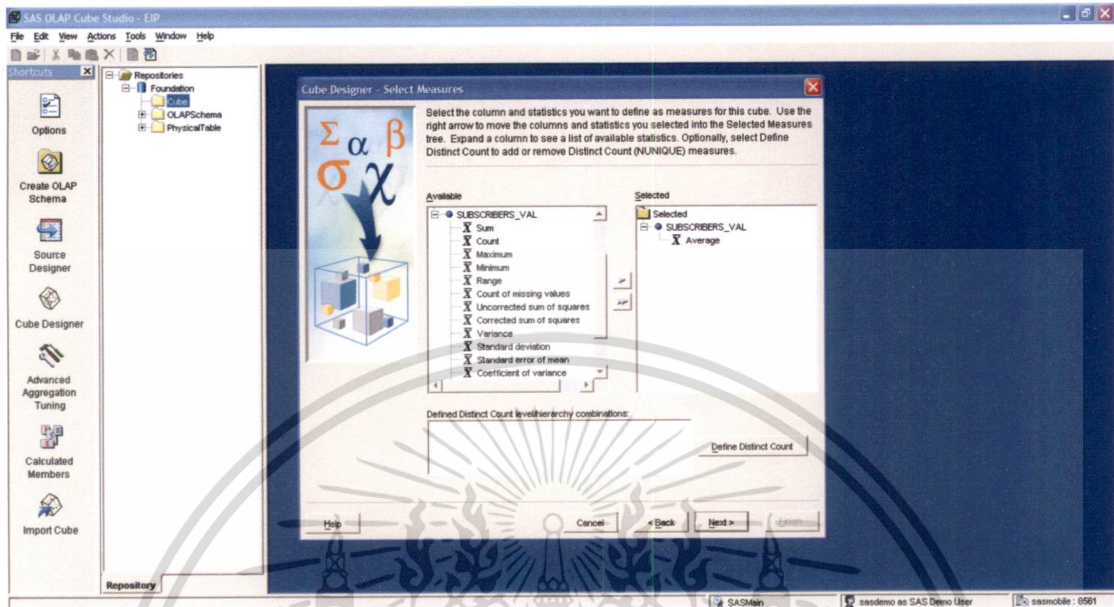 SAS OLAP Cube Studio - EIP
File Edit View Actions Tools Window Help
Shortcuts
Options
Create OLAP
Schema
Source
Designer
Cube Designer
Advanced
Aggregation
Tuning
Calculated
Members
Import Cube
Repositories
Foundation
Cube
OLAPSchema
PhysicalTable
Repository
Cube Designer - Select Measures
Select the column and statistics you want to define as measures for this cube. Use the
right arrow to move the columns and statistics you selected into the Selected Measures
tree. Expand a column to see a list of available statistics. Optionally, select Define
Distinct Count to add or remove Distinct Count (NUNIQUE) measures.
Σ α β
σ χ
Available
SUBSCRIBERS_VAL
Sum
Count
Maximum
Minimum
Range
Count of missing values
Uncorrected sum of squares
Corrected sum of squares
Variance
Standard deviation
Standard error of mean
Coefficient of variance
Selected
Selected
SUBSCRIBERS_VAL
Average
Defined Distinct Count level/hierarchy combinations:
Define Distinct Count
Help Cancel < Back Next > Finish
SASMain sasdemo as SAS Demo User sasmobile : 8561